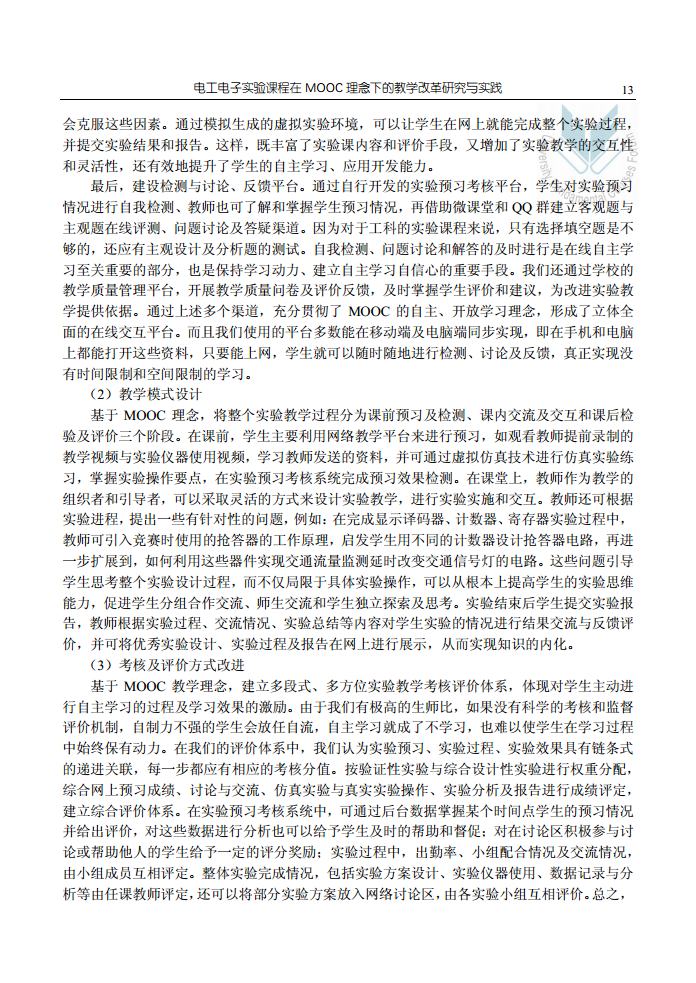 电工电子实验课程在 MOOC 理念下的教学改革研究与实践
13
会克服这些因素。通过模拟生成的虚拟实验环境，可以让学生在网上就能完成整个实验过程，
并提交实验结果和报告。这样，既丰富了实验课内容和评价手段，又增加了实验教学的交互性
和灵活性，还有效地提升了学生的自主学习、应用开发能力。
最后，建设检测与讨论、反馈平台。通过自行开发的实验预习考核平台，学生对实验预习
情况进行自我检测、教师也可了解和掌握学生预习情况，再借助微课堂和 QQ 群建立客观题与
主观题在线评测、问题讨论及答疑渠道。因为对于工科的实验课程来说，只有选择填空题是不
够的，还应有主观设计及分析题的测试。自我检测、问题讨论和解答的及时进行是在线自主学
习至关重要的部分，也是保持学习动力、建立自主学习自信心的重要手段。我们还通过学校的
教学质量管理平台，开展教学质量问卷及评价反馈，及时掌握学生评价和建议，为改进实验教
学提供依据。通过上述多个渠道，充分贯彻了 MOOC 的自主、开放学习理念，形成了立体全
面的在线交互平台。而且我们使用的平台多数能在移动端及电脑端同步实现，即在手机和电脑
上都能打开这些资料，只要能上网，学生就可以随时随地进行检测、讨论及反馈，真正实现没
有时间限制和空间限制的学习。
（2）教学模式设计
基于 MOOC 理念，将整个实验教学过程分为课前预习及检测、课内交流及交互和课后检
验及评价三个阶段。在课前，学生主要利用网络教学平台来进行预习，如观看教师提前录制的
教学视频与实验仪器使用视频，学习教师发送的资料，并可通过虚拟仿真技术进行仿真实验练
习，掌握实验操作要点，在实验预习考核系统完成预习效果检测。在课堂上，教师作为教学的
组织者和引导者，可以采取灵活的方式来设计实验教学，进行实验实施和交互。教师还可根据
实验进程，提出一些有针对性的问题，例如：在完成显示译码器、计数器、寄存器实验过程中，
教师可引入竞赛时使用的抢答器的工作原理，启发学生用不同的计数器设计抢答器电路，再进
一步扩展到，如何利用这些器件实现交通流量监测延时改变交通信号灯的电路。这些问题引导
学生思考整个实验设计过程，而不仅局限于具体实验操作，可以从根本上提高学生的实验思维
能力，促进学生分组合作交流、师生交流和学生独立探索及思考。实验结束后学生提交实验报
告，教师根据实验过程、交流情况、实验总结等内容对学生实验的情况进行结果交流与反馈评
价，并可将优秀实验设计、实验过程及报告在网上进行展示，从而实现知识的内化。
（3）考核及评价方式改进
基于 MOOC 教学理念，建立多段式、多方位实验教学考核评价体系，体现对学生主动进
行自主学习的过程及学习效果的激励。由于我们有极高的生师比，如果没有科学的考核和监督
评价机制，自制力不强的学生会放任自流，自主学习就成了不学习，也难以使学生在学习过程
中始终保有动力。在我们的评价体系中，我们认为实验预习、实验过程、实验效果具有链条式
的递进关联，每一步都应有相应的考核分值。按验证性实验与综合设计性实验进行权重分配，
综合网上预习成绩、讨论与交流、仿真实验与真实实验操作、实验分析及报告进行成绩评定，
建立综合评价体系。在实验预习考核系统中，可通过后台数据掌握某个时间点学生的预习情况
并给出评价，对这些数据进行分析也可以给予学生及时的帮助和督促；对在讨论区积极参与讨
论或帮助他人的学生给予一定的评分奖励；实验过程中，出勤率、小组配合情况及交流情况，
由小组成员互相评定。整体实验完成情况，包括实验方案设计、实验仪器使用、数据记录与分
析等由任课教师评定，还可以将部分实验方案放入网络讨论区，由各实验小组互相评价。总之，